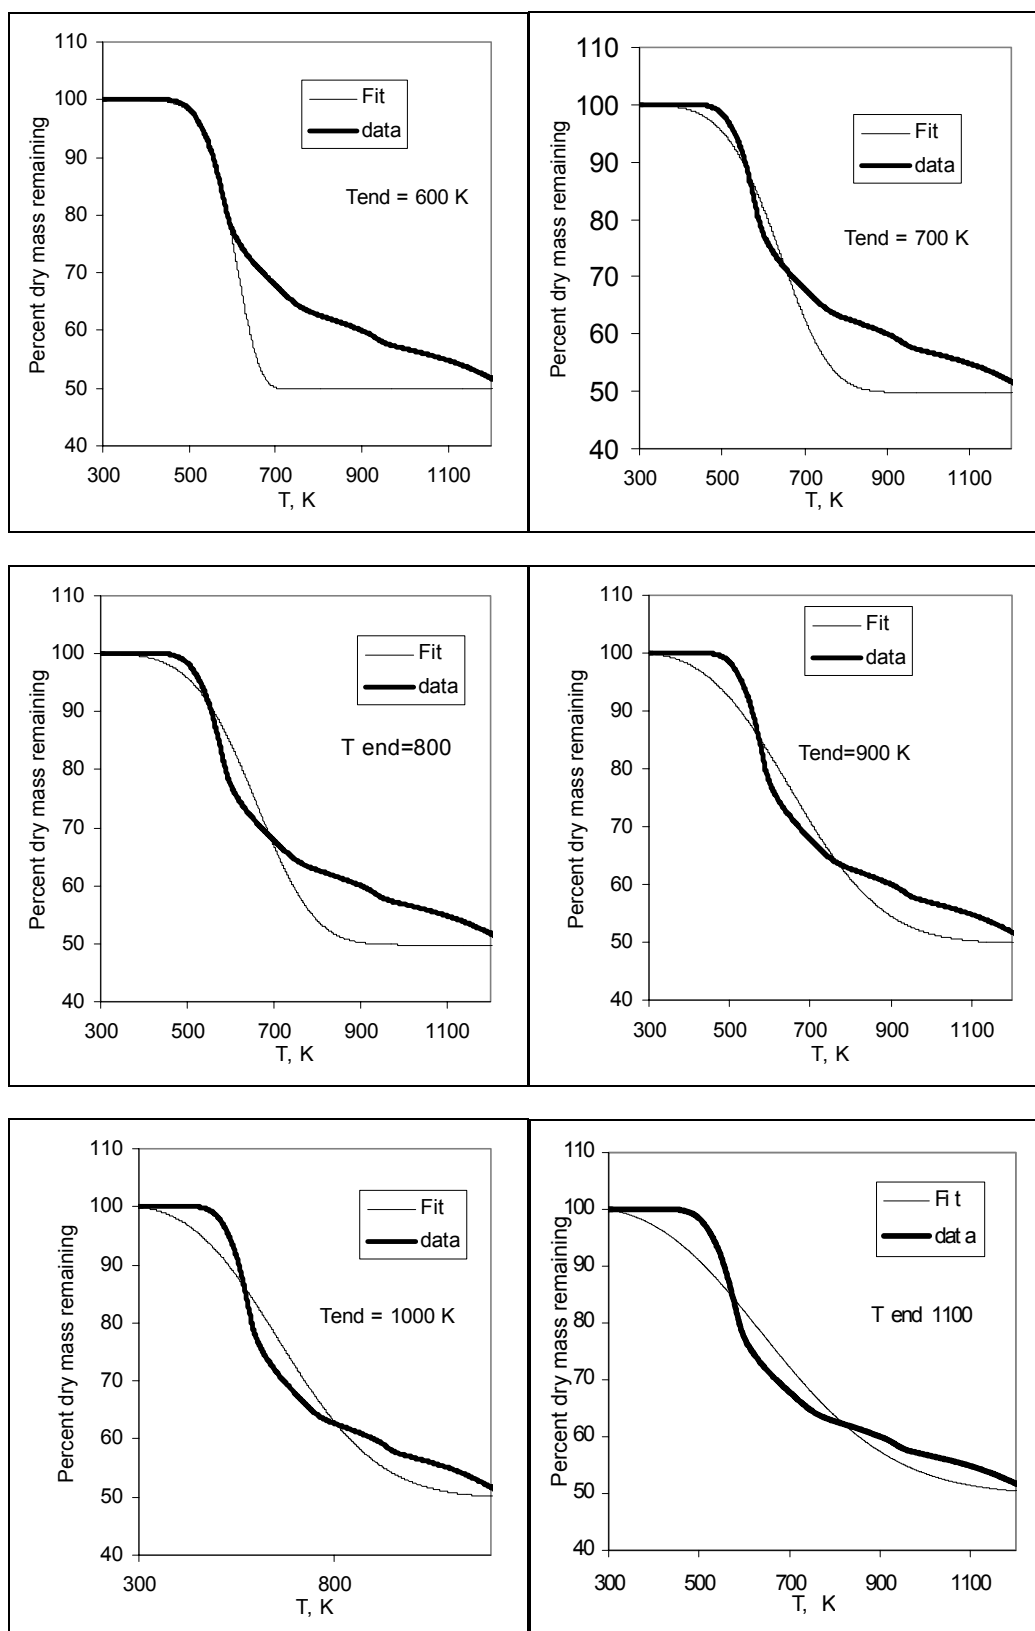 110
100
90
80
70
60
50
40
Percent dry mass remaining
Fit
data
Tend = 600 K
300 500 700 900 1100
T, K
110
100
90
80
70
60
50
40
Percent dry mass remaining
Fit
data
Tend = 700 K
300 500 700 900 1100
T, K
110
100
90
80
70
60
50
40
Percent dry mass remaining
Fit
data
T end=800
300 500 700 900 1100
T, K
110
100
90
80
70
60
50
40
Percent dry mass remaining
Fit
data
Tend=900 K
300 500 700 900 1100
T, K
110
100
90
80
70
60
50
40
Percent dry mass remaining
Fit
data
Tend = 1000 K
300 800
T, K
110
100
90
80
70
60
50
40
Percent dry mass remaining
Fit
data
T end 1100
300 500 700 900 1100
T, K